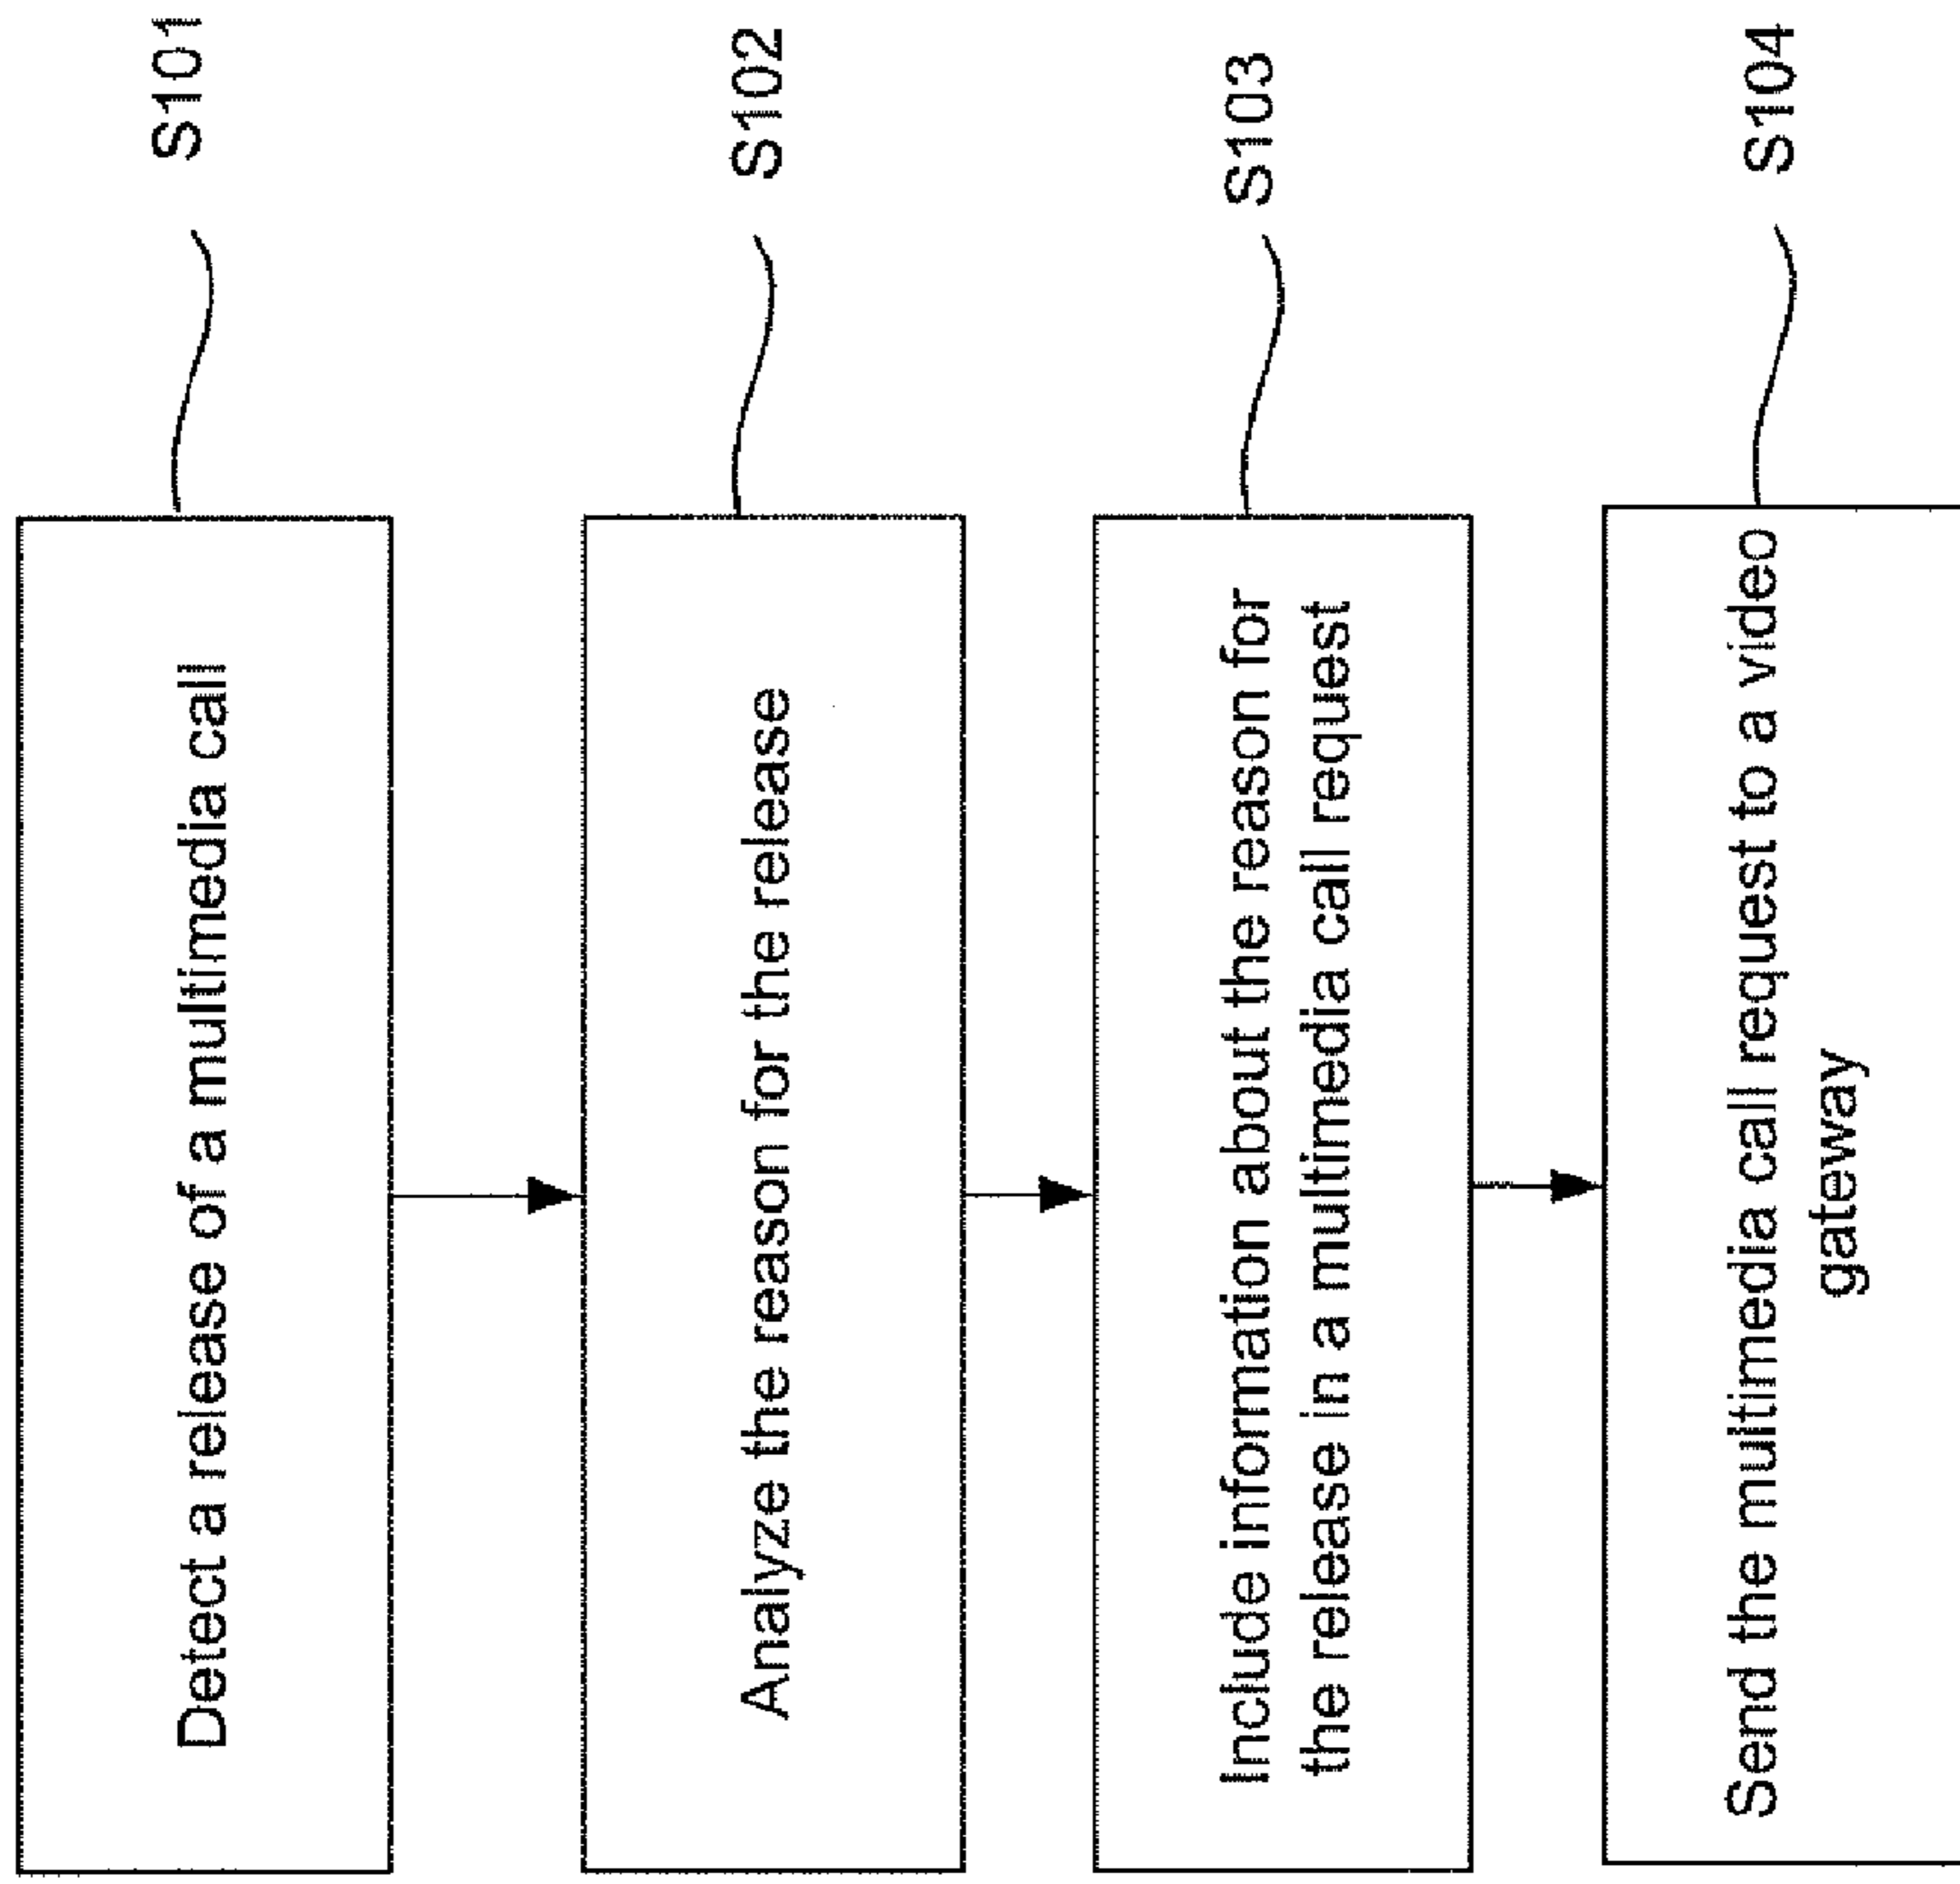 Detect a release of a multimedia call
S101
Analyze the reason for the release
S102
Include information about the reason for
the release in a multimedia call request
S103
Send the multimedia call request to a video
gateway
S104